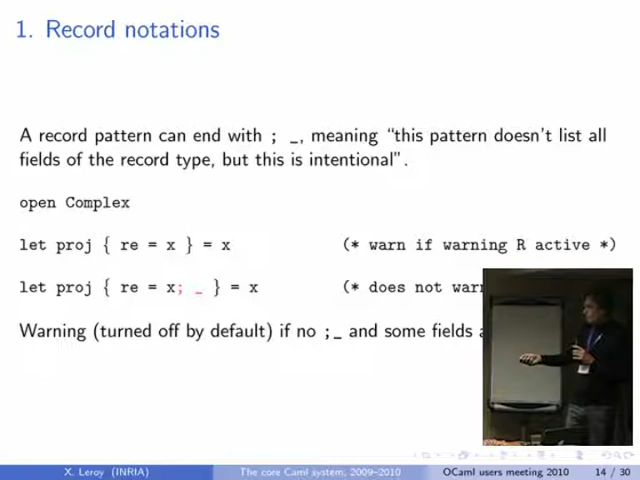 1. Record notations
A record pattern can end with ; _, meaning “this pattern doesn't list all
fields of the record type, but this is intentional”.
open Complex
let proj { re = x } = x (* warn if warning R active *)
let proj { re = x; _ } = x (* does not warn
Warning (turned off by default) if no ;_ and some fields a
X. Leroy (INRIA) The core Caml system, 2009–2010 OCaml users meeting 2010 14 / 30